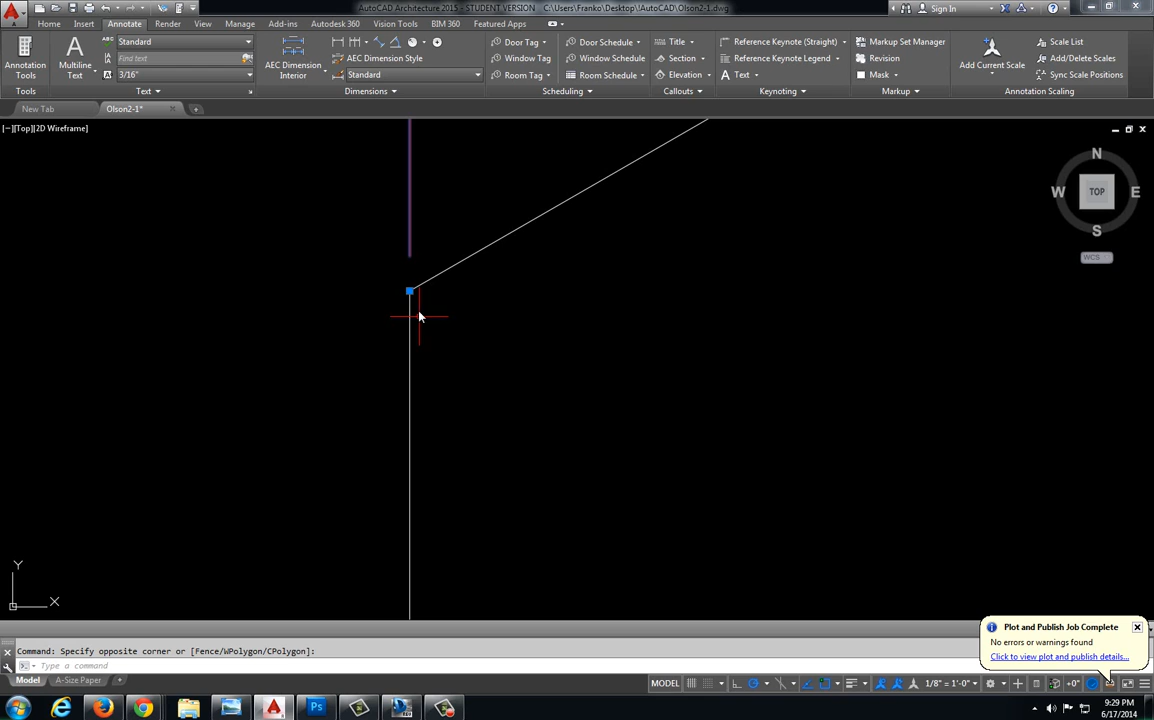 AutoCAD Architecture 2015 - STUDENT VERSION C:\Users\Franko\Desktop\!AutoCAD\Olson2-1.dwg
Sign In
Home Insert Annotate Render View Manage Add-ins Autodesk 360 Vision Tools BIM 360 Featured Apps
Annotation Tools
Multiline Text
Standard
Find text
3/16"
AEC Dimension Interior
AEC Dimension Style
Standard
Door Tag
Window Tag
Room Tag
Door Schedule
Window Schedule
Room Schedule
Title
Section
Elevation
Reference Keynote (Straight)
Reference Keynote Legend
Text
Markup Set Manager
Revision
Mask
Add Current Scale
Scale List
Add/Delete Scales
Sync Scale Positions
Tools Text Dimensions Scheduling Callouts Keynoting Markup Annotation Scaling
New Tab Olson2-1*
[−][Top][2D Wireframe]
N
W TOP E
S
WCS
Y
X
Plot and Publish Job Complete
No errors or warnings found
Click to view plot and publish details...
Command: Specify opposite corner or [Fence/WPolygon/CPolygon]:
Type a command
Model A-Size Paper
MODEL 1/8" = 1'-0" +0"
9:29 PM
6/17/2014